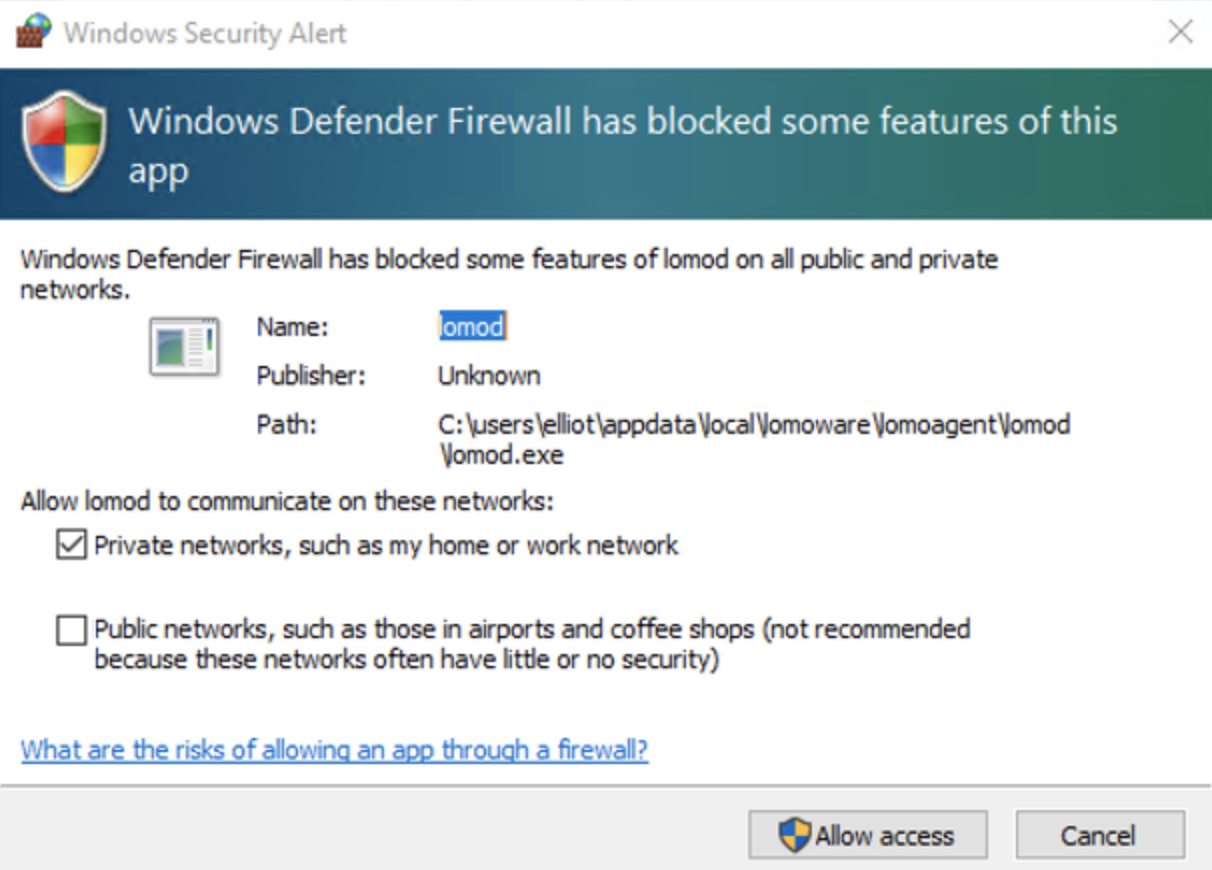 Windows Security Alert
Windows Defender Firewall has blocked some features of this
app
Windows Defender Firewall has blocked some features of lomod on all public and private
networks.
Name: lomod
Publisher: Unknown
Path: C:\users\elliot\appdata\local\lomoware\lomoagent\lomod
\lomod.exe
Allow lomod to communicate on these networks:
Private networks, such as my home or work network
Public networks, such as those in airports and coffee shops (not recommended
because these networks often have little or no security)
What are the risks of allowing an app through a firewall?
Allow access Cancel